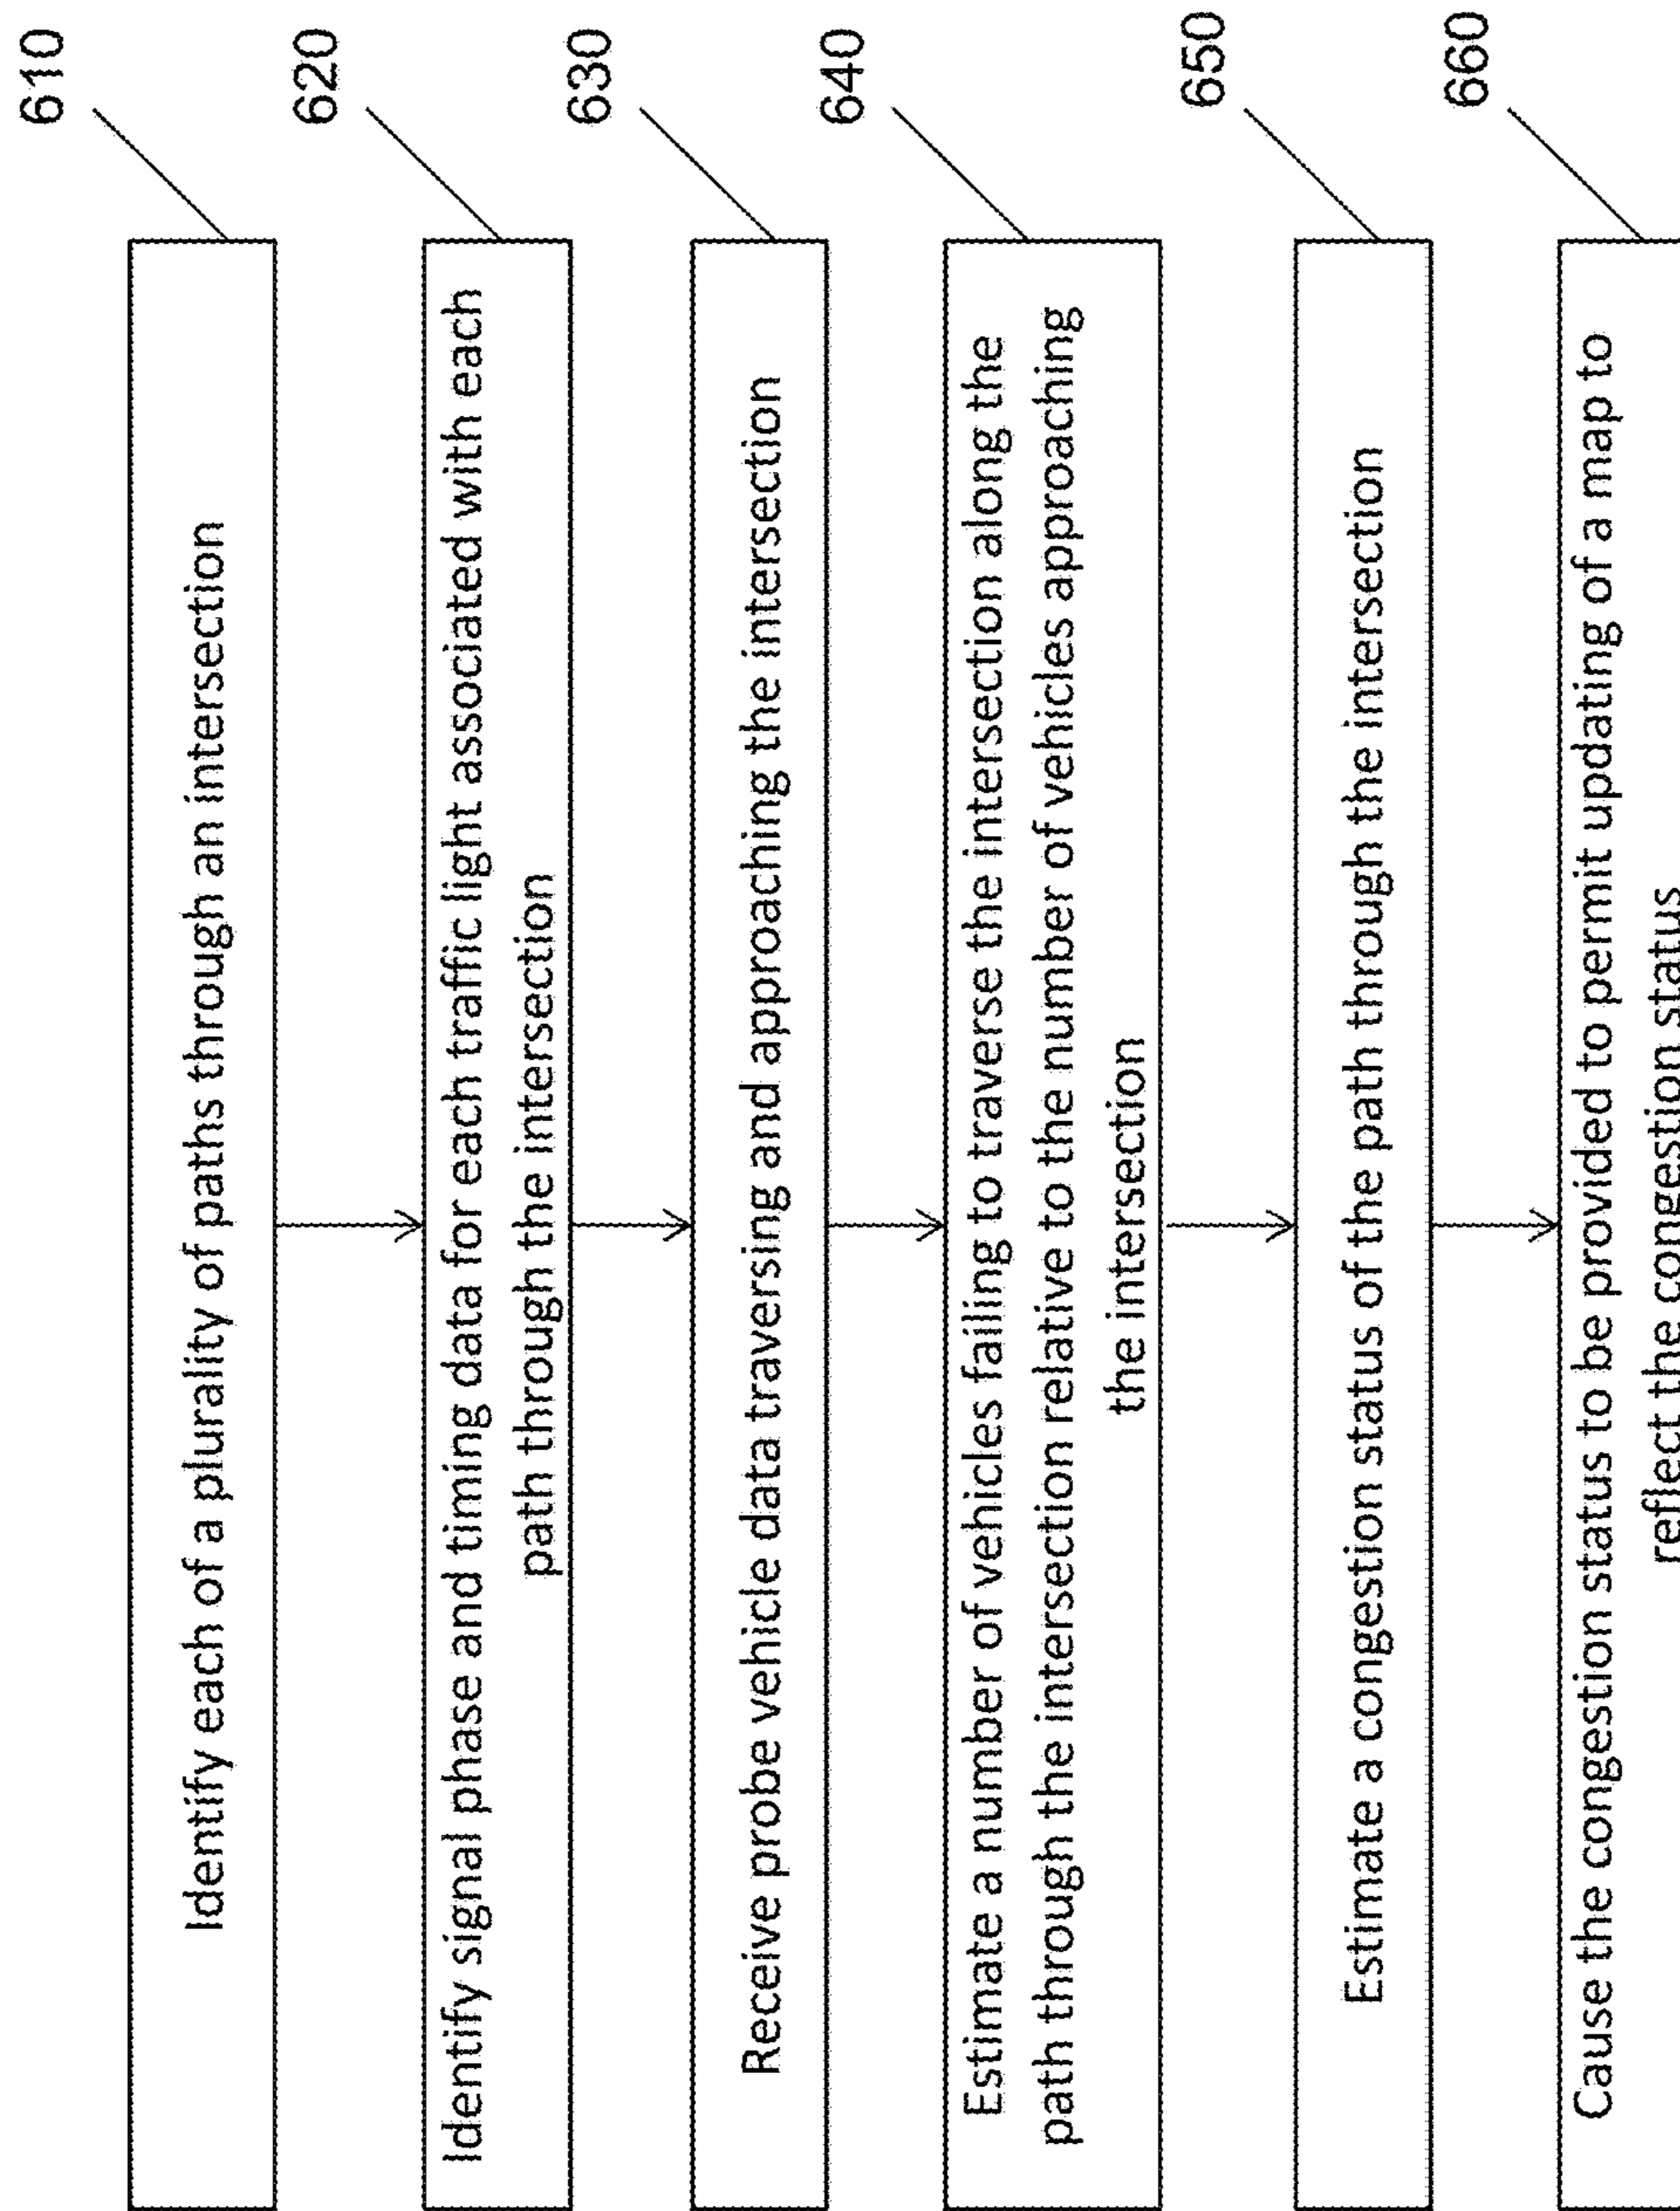 610
Identify each of a plurality of paths through an intersection
620
Identify signal phase and timing data for each traffic light associated with each
path through the intersection
630
Receive probe vehicle data traversing and approaching the intersection
640
Estimate a number of vehicles failing to traverse the intersection along the
path through the intersection relative to the number of vehicles approaching
the intersection
650
Estimate a congestion status of the path through the intersection
660
Cause the congestion status to be provided to permit updating of a map to
reflect the congestion status